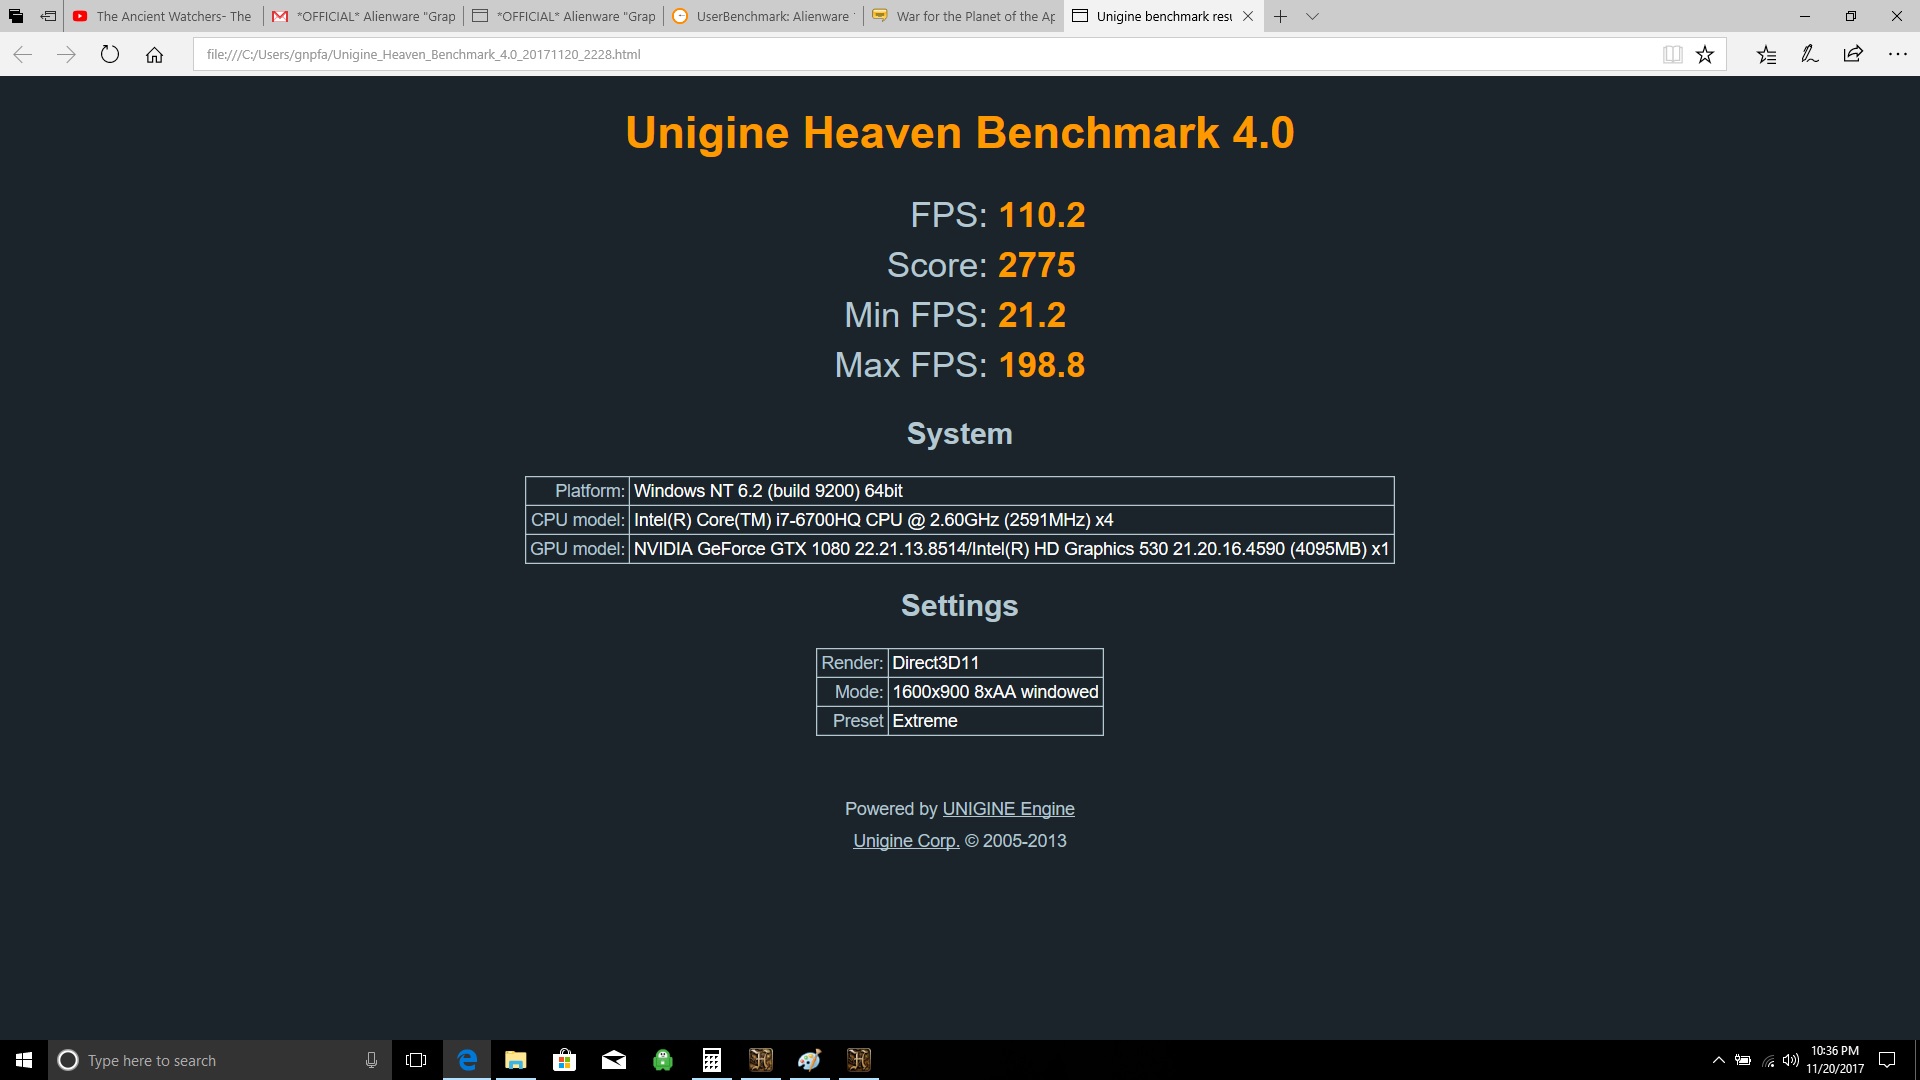 The Ancient Watchers- The
*OFFICIAL* Alienware "Grap
*OFFICIAL* Alienware "Grap
UserBenchmark: Alienware
War for the Planet of the Ap
Unigine benchmark resu
file:///C:/Users/gnpfa/Unigine_Heaven_Benchmark_4.0_20171120_2228.html
Unigine Heaven Benchmark 4.0
FPS: 110.2
Score: 2775
Min FPS: 21.2
Max FPS: 198.8
System
Platform: Windows NT 6.2 (build 9200) 64bit
CPU model: Intel(R) Core(TM) i7-6700HQ CPU @ 2.60GHz (2591MHz) x4
GPU model: NVIDIA GeForce GTX 1080 22.21.13.8514/Intel(R) HD Graphics 530 21.20.16.4590 (4095MB) x1
Settings
Render: Direct3D11
Mode: 1600x900 8xAA windowed
Preset Extreme
Powered by UNIGINE Engine
Unigine Corp. © 2005-2013
Type here to search
10:36 PM
11/20/2017